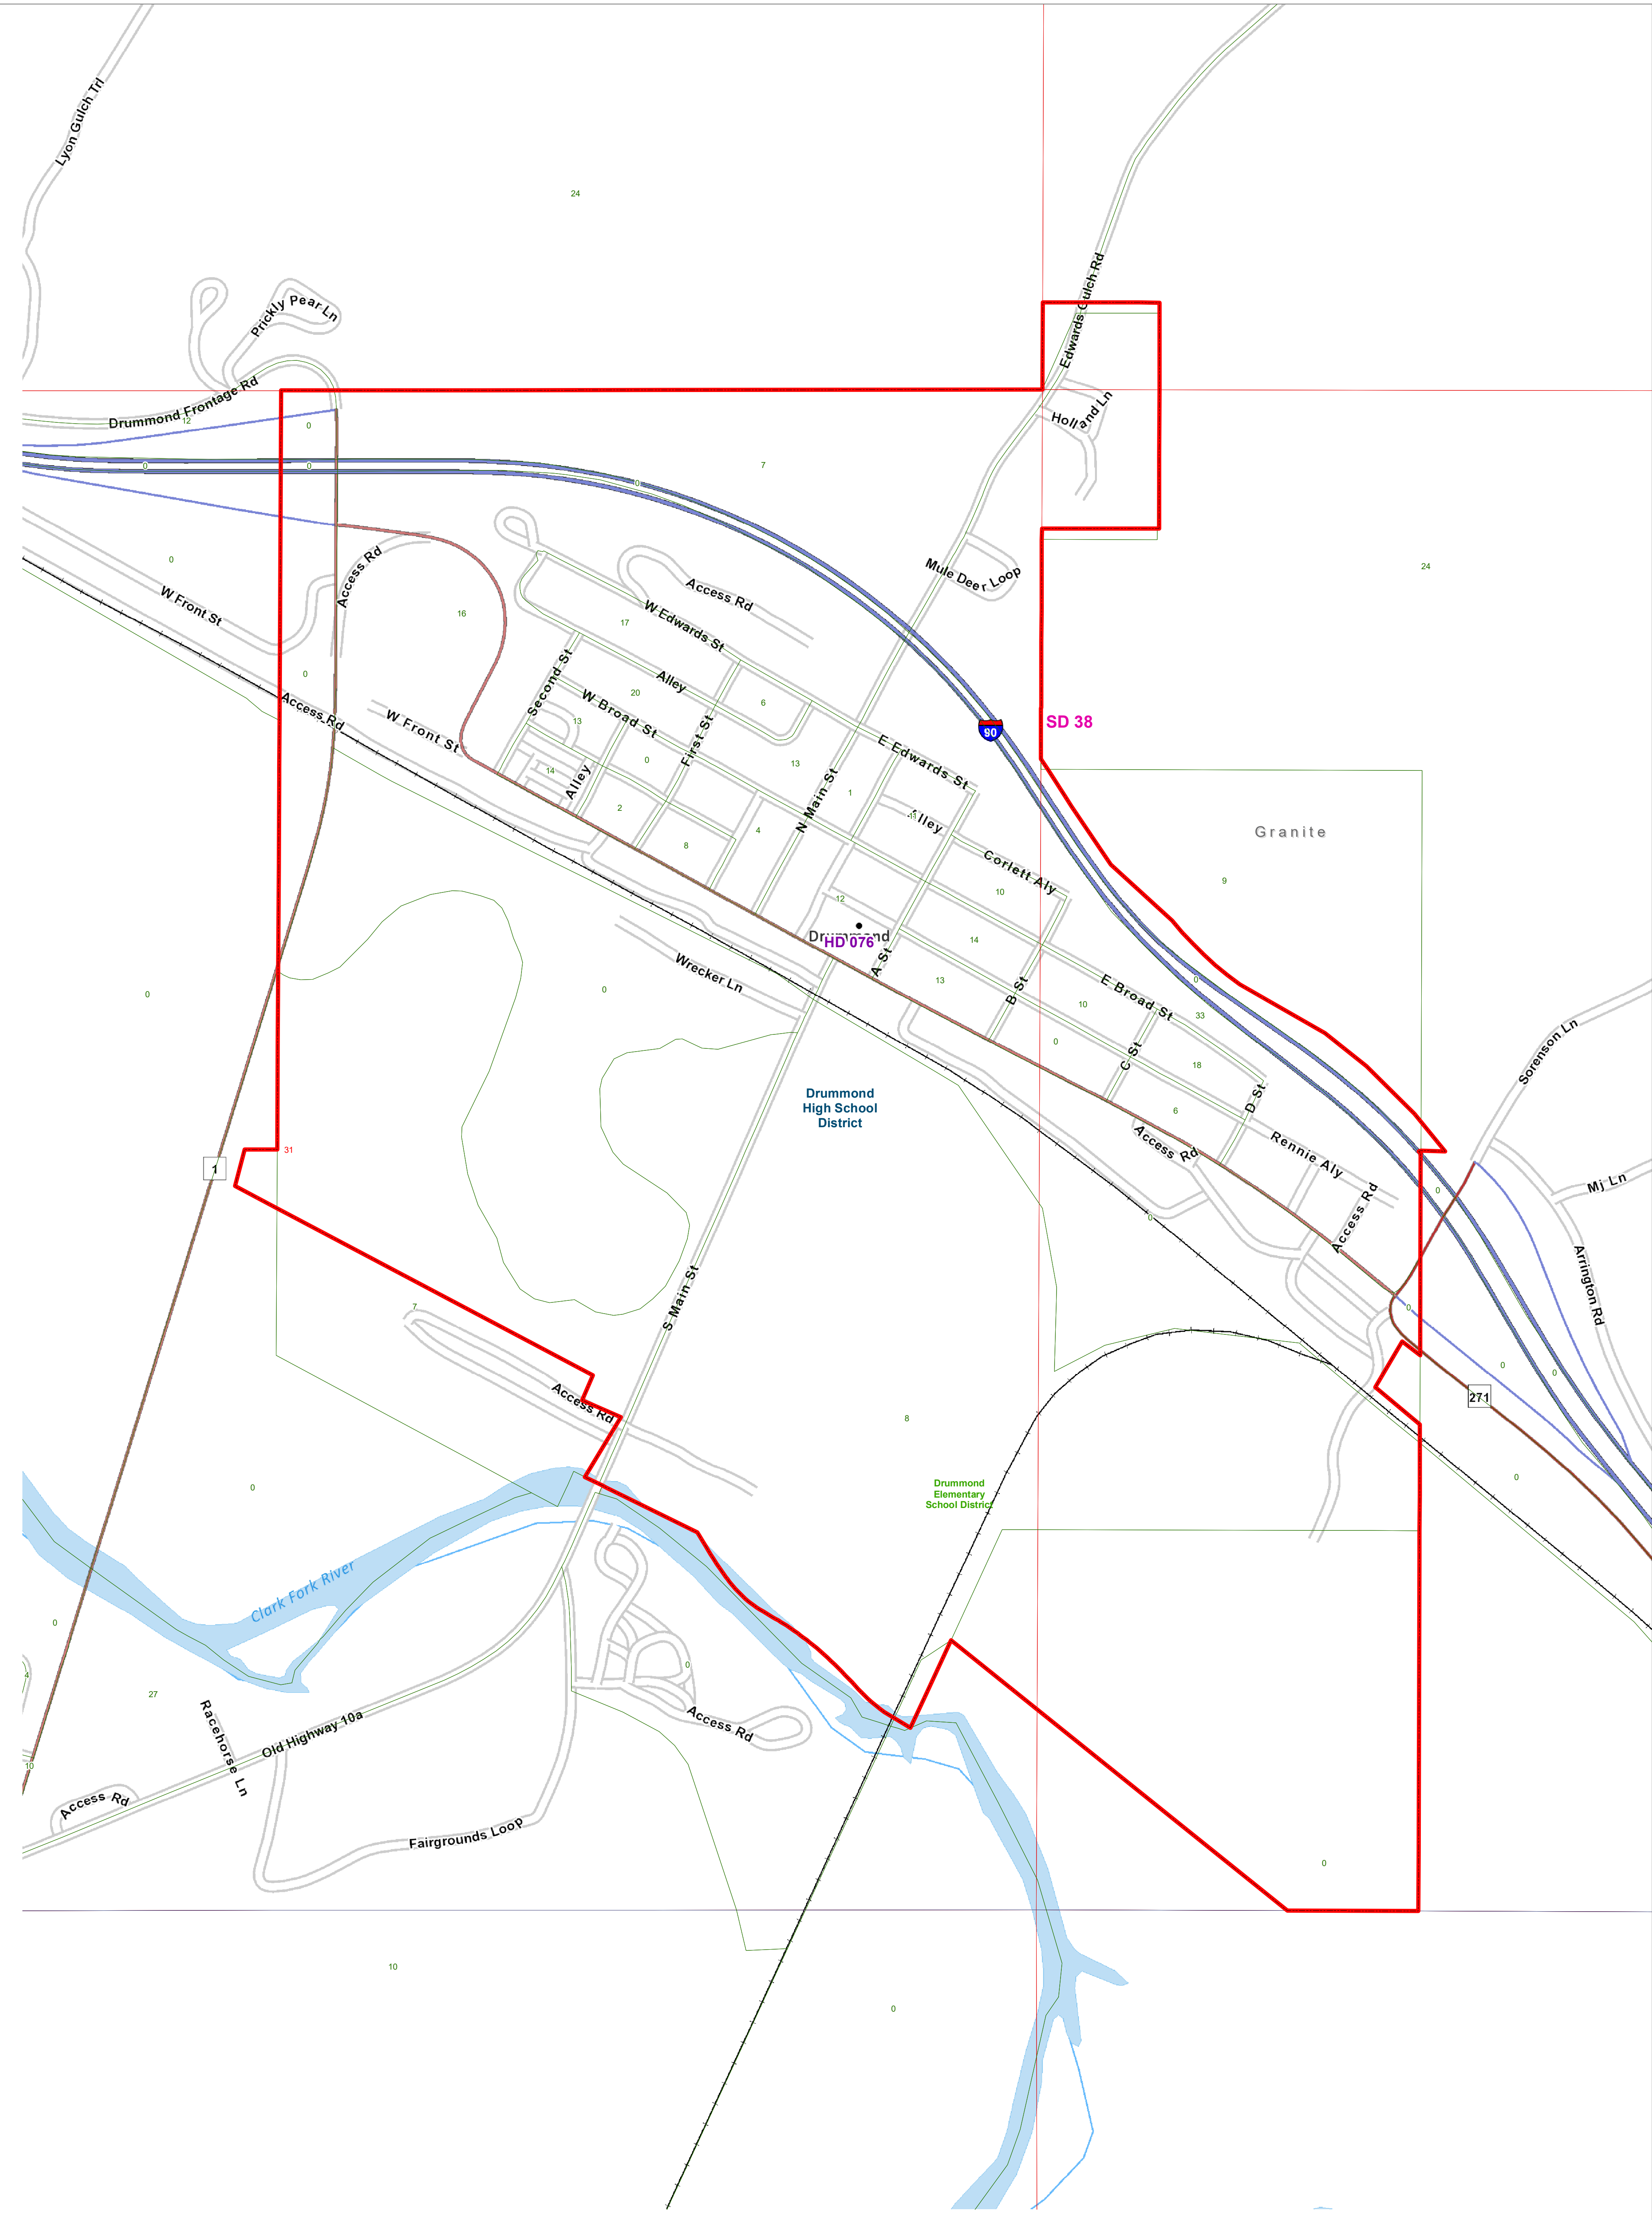 Lyon Gulch Trl
24
Edwards Gulch Rd
Prickly Pear Ln
Drummond Frontage Rd
12
0
Holland Ln
0
0
7
0
0
W Front St
Access Rd
Mule Deer Loop
24
Access Rd
16
17
W Edwards St
0
Second St
Alley
20
6
W Broad St
Access Rd
W Front St
13
First St
SD 38
90
E Edwards St
0
13
14
Alley
N Main St
1
2
Alley
4
Granite
8
Corlett Aly
9
10
12
Drummond
HD 076
14
A St
Wrecker Ln
13
B St
E Broad St
0
0
0
10
33
0
C St
18
Sorenson Ln
Drummond
High School
District
D St
6
Access Rd
Rennie Aly
31
1
Mj Ln
0
Access Rd
0
S Main St
Arrington Rd
7
0
0
0
271
Access Rd
8
0
0
Drummond
Elementary
School District
Clark Fork River
0
4
27
0
Racehorse Ln
Old Highway 10a
Access Rd
10
Access Rd
Fairgrounds Loop
0
10
0